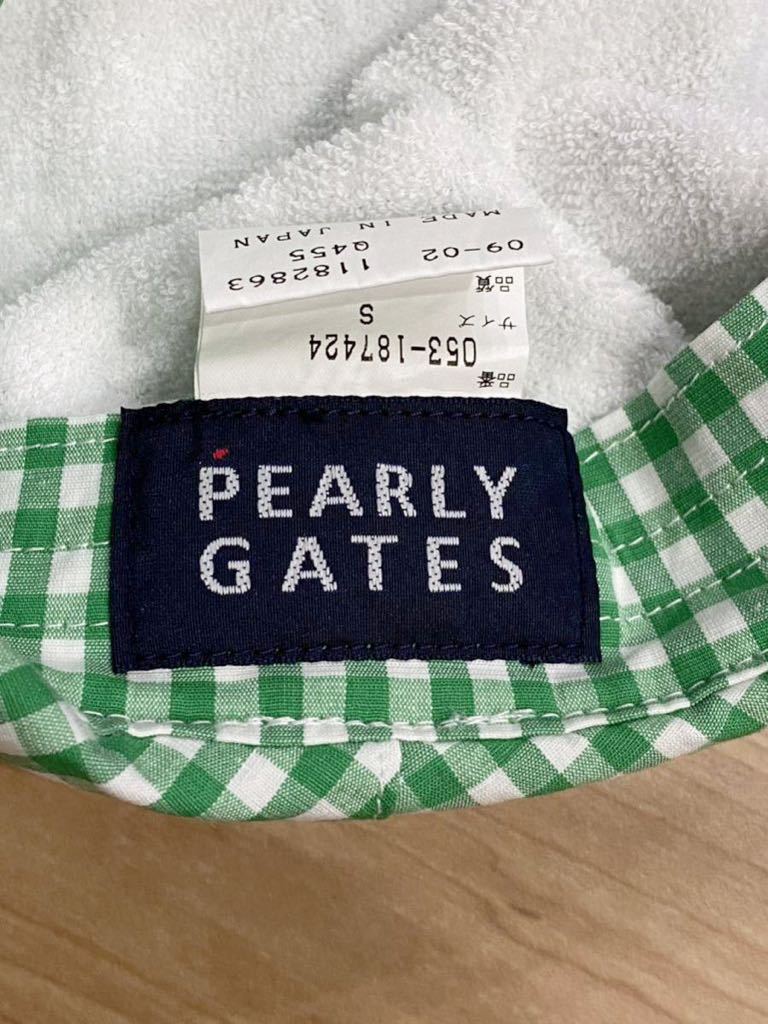 PEARLY
GATES
品番
053-187424
サイズ
S
品質
1182863
Q455
09-02
MADE IN JAPAN